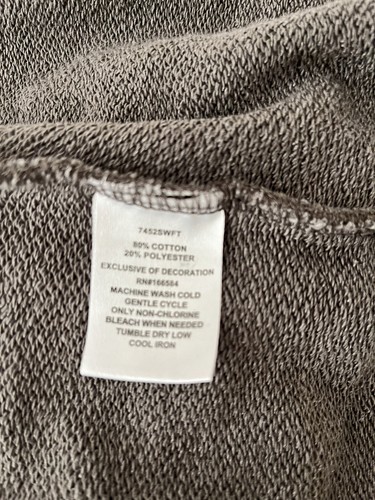 7452SWFT
80% COTTON
20% POLYESTER
EXCLUSIVE OF DECORATION
RN#166584
MACHINE WASH COLD
GENTLE CYCLE
ONLY NON-CHLORINE
BLEACH WHEN NEEDED
TUMBLE DRY LOW
COOL IRON